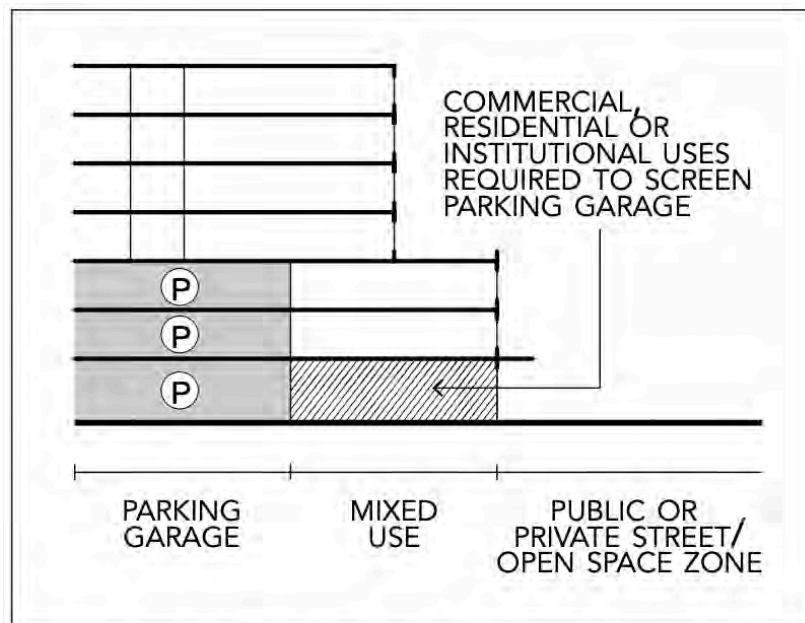 COMMERCIAL,
RESIDENTIAL OR
INSTITUTIONAL USES
REQUIRED TO SCREEN
PARKING GARAGE
P
P
P
PARKING
GARAGE
MIXED
USE
PUBLIC OR
PRIVATE STREET/
OPEN SPACE ZONE